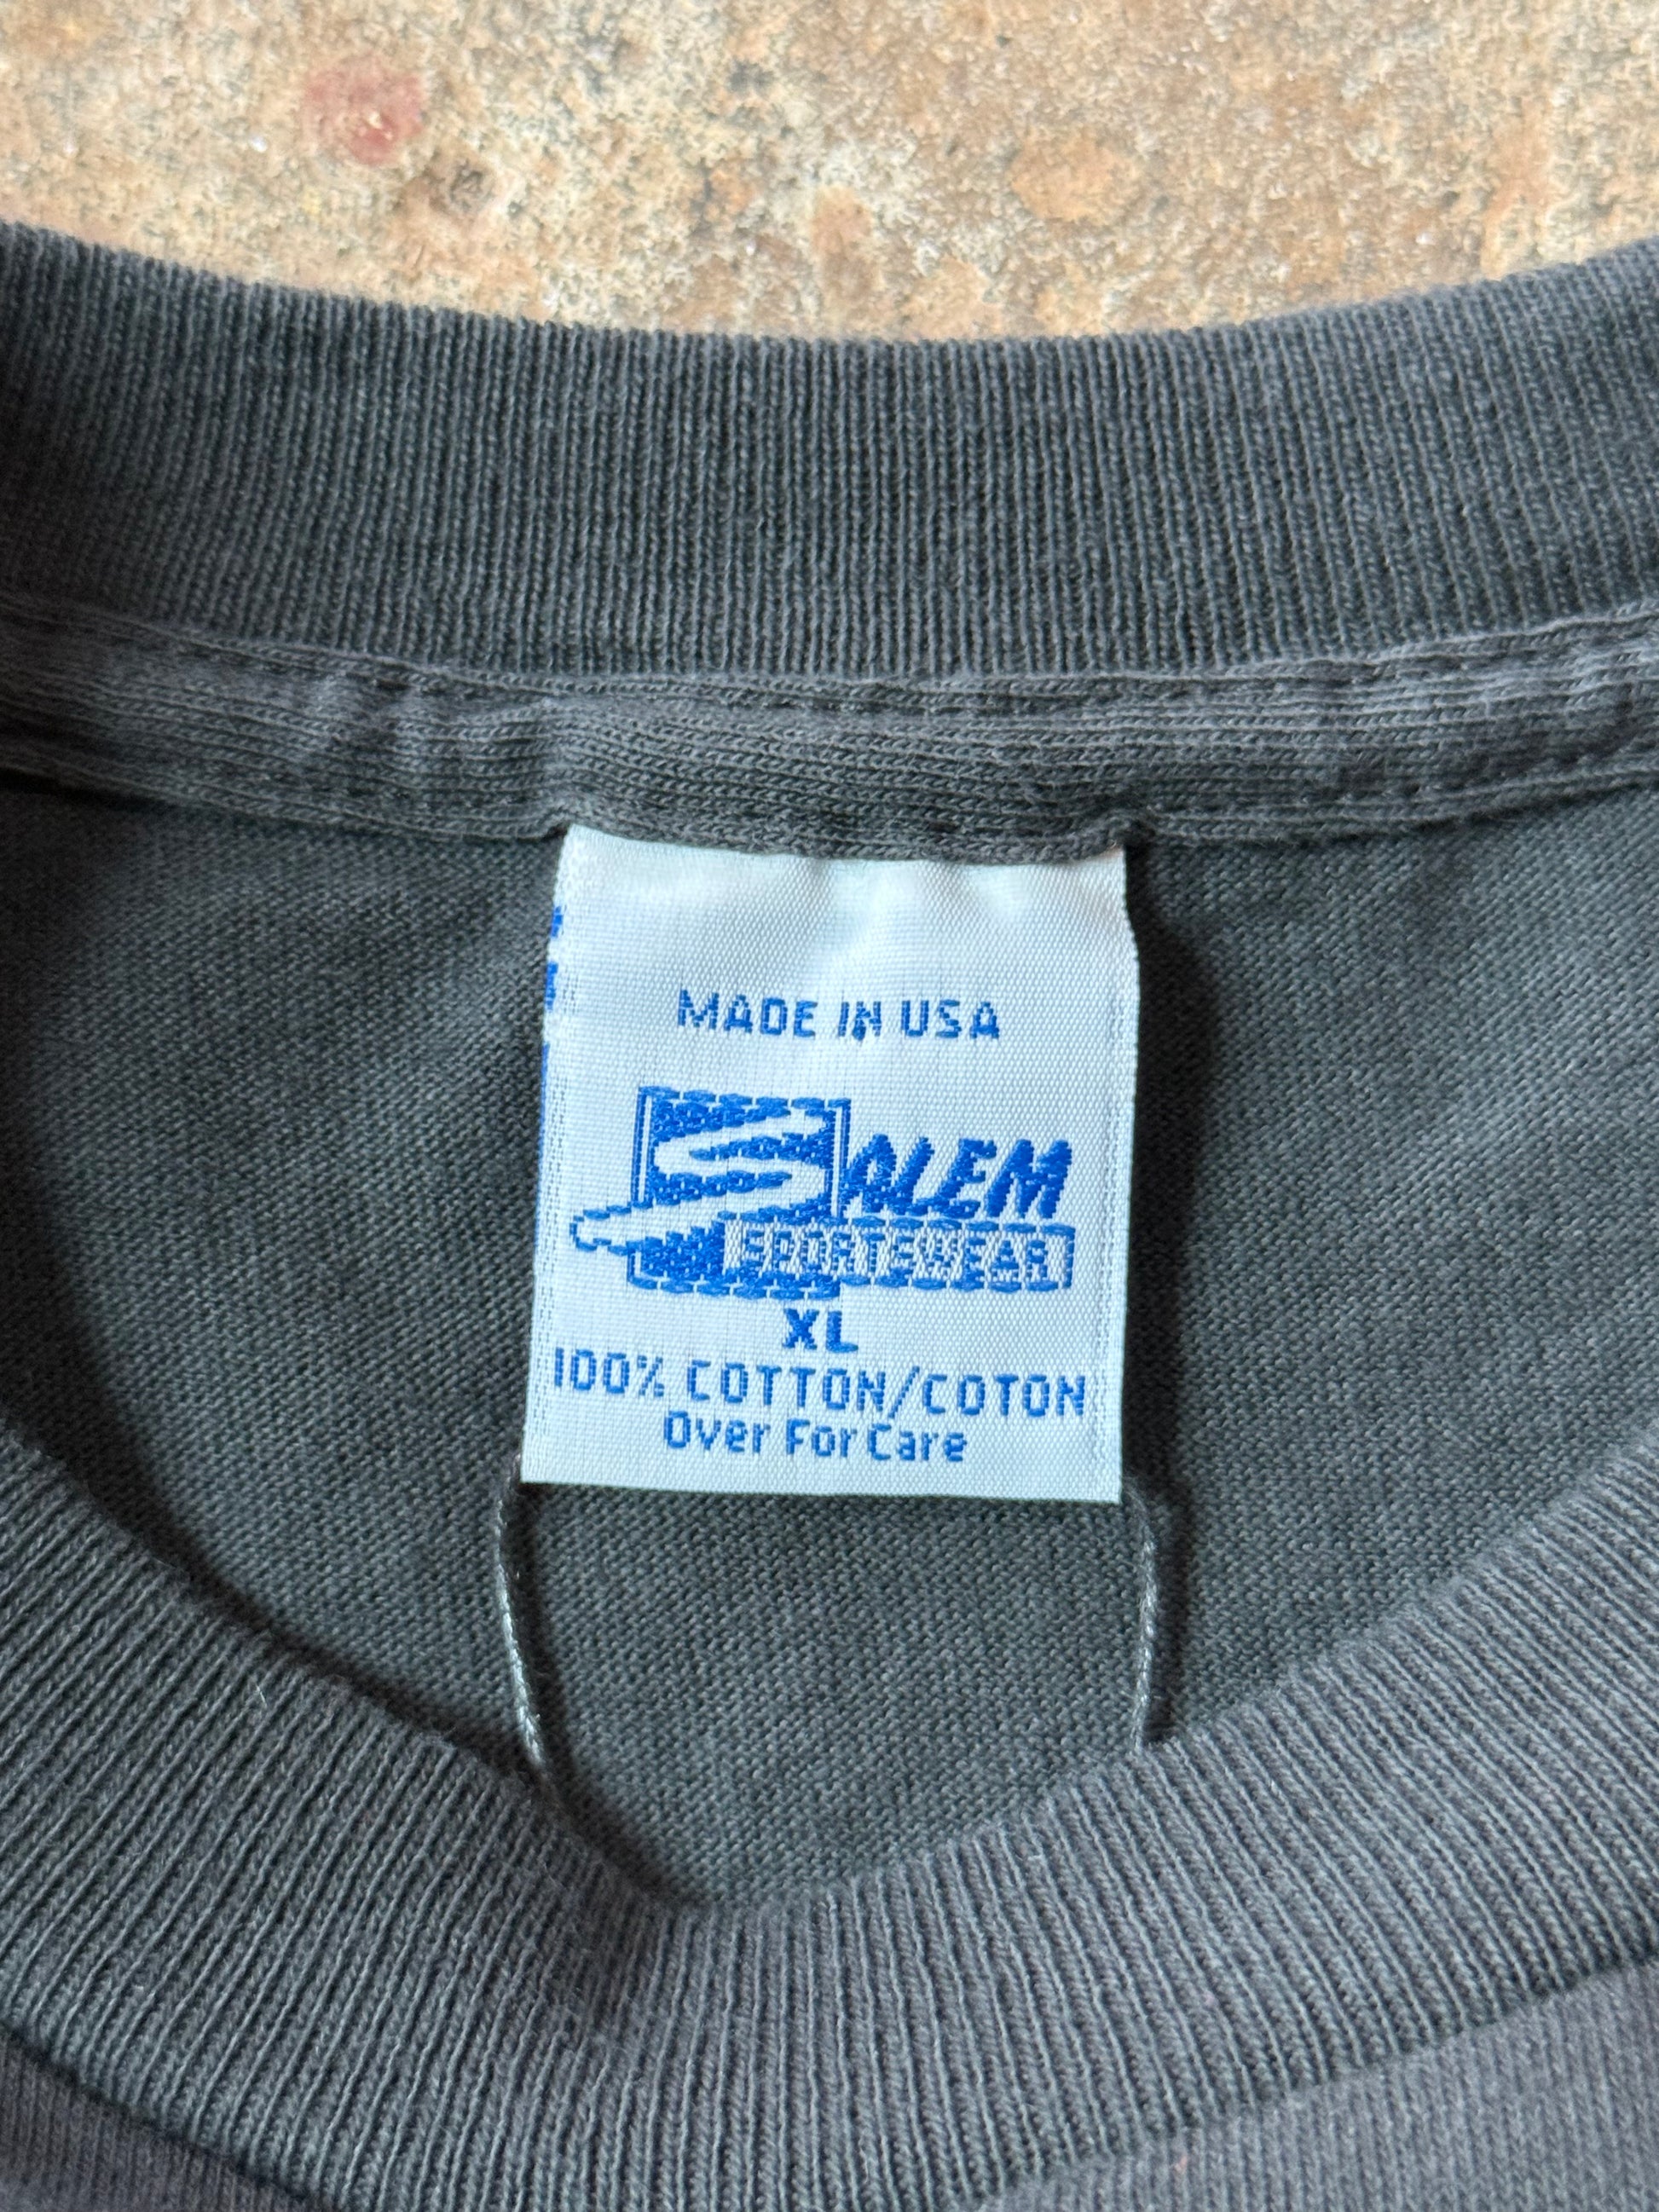 MADE IN USA
SALEM
SPORTSWEAR
XL
100% COTTON/COTON
Over For Care